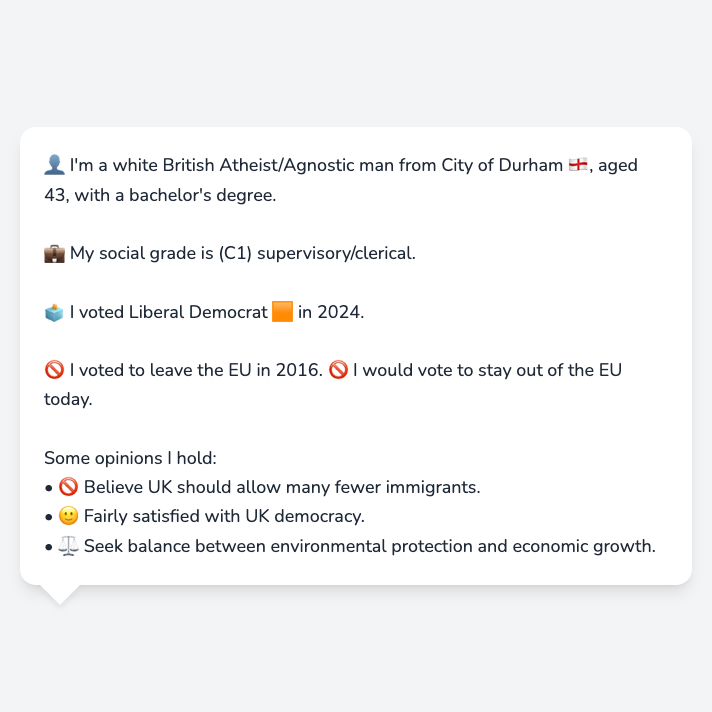 👤 I'm a white British Atheist/Agnostic man from City of Durham 🏴󠁧󠁢󠁥󠁮󠁧󠁿, aged
43, with a bachelor's degree.
💼 My social grade is (C1) supervisory/clerical.
🗳️ I voted Liberal Democrat 🟧 in 2024.
🚫 I voted to leave the EU in 2016. 🚫 I would vote to stay out of the EU
today.
Some opinions I hold:
• 🚫 Believe UK should allow many fewer immigrants.
• 🙂 Fairly satisfied with UK democracy.
• ⚖️ Seek balance between environmental protection and economic growth.